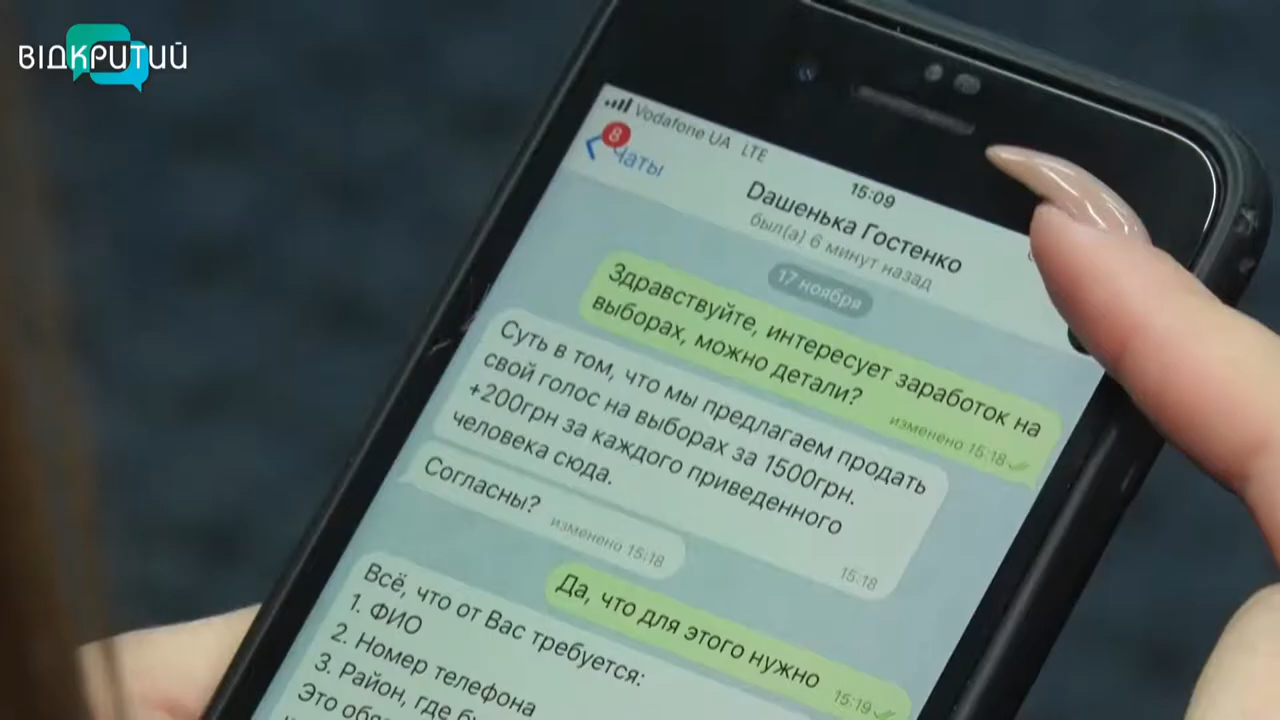 ВІДКРИТИЙ
Vodafone UA LTE
15:09
8
Чаты
Dашенька Гостенко
был(а) 6 минут назад
17 ноября
Здравствуйте, интересует заработок на
выборах, можно детали?
изменено 15:18
Суть в том, что мы предлагаем продать
свой голос на выборах за 1500грн.
+200грн за каждого приведенного
человека сюда.
15:18
Согласны?
изменено 15:18
Да, что для этого нужно
15:19
Всё, что от Вас требуется:
1. ФИО
2. Номер телефона
3. Район, где
Это